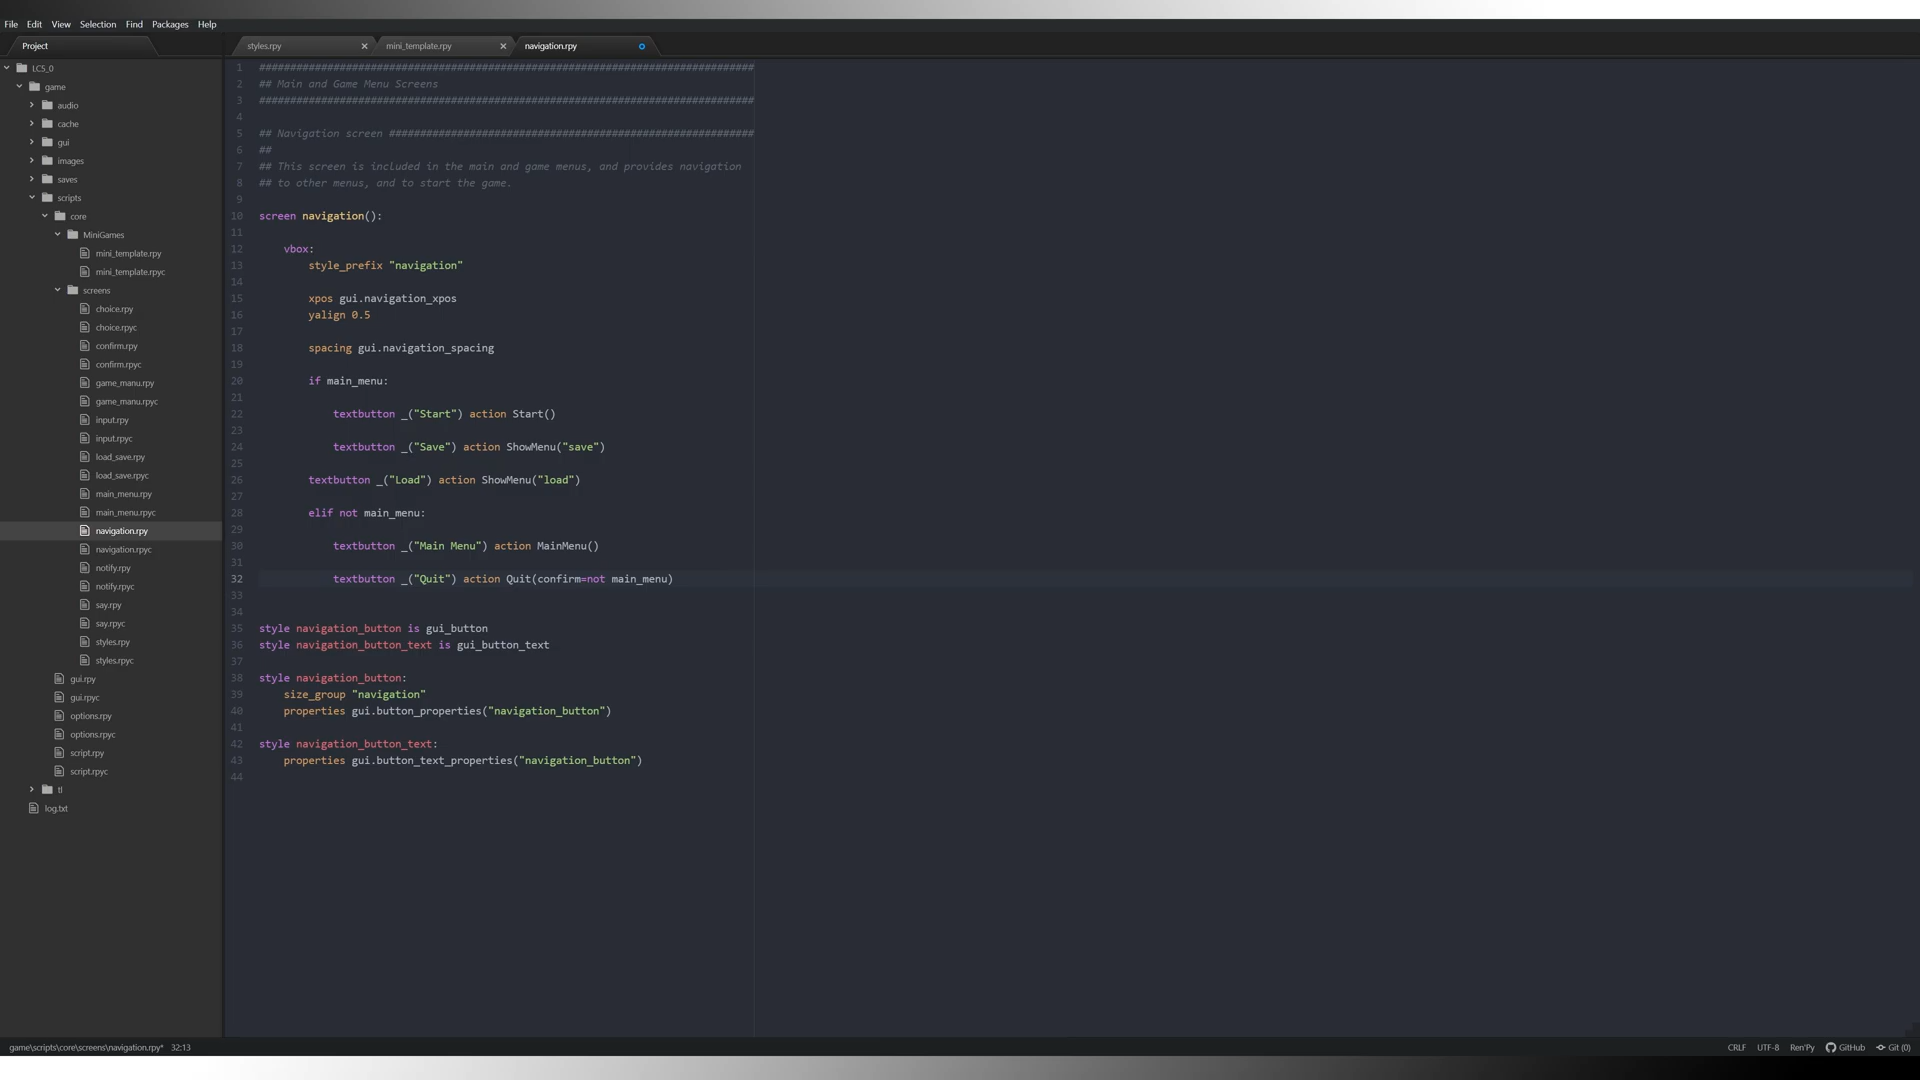 File Edit View Selection Find Packages Help
Project
styles.rpy
mini_template.rpy
navigation.rpy
LC5_0
game
audio
cache
gui
images
saves
scripts
core
MiniGames
mini_template.rpy
mini_template.rpyc
screens
choice.rpy
choice.rpyc
confirm.rpy
confirm.rpyc
game_manu.rpy
game_manu.rpyc
input.rpy
input.rpyc
load_save.rpy
load_save.rpyc
main_menu.rpy
main_menu.rpyc
navigation.rpy
navigation.rpyc
notify.rpy
notify.rpyc
say.rpy
say.rpyc
styles.rpy
styles.rpyc
gui.rpy
gui.rpyc
options.rpy
options.rpyc
script.rpy
script.rpyc
tl
log.txt
1 ################################################################################
2 ## Main and Game Menu Screens
3 ################################################################################
4
5 ## Navigation screen ###########################################################
6 ##
7 ## This screen is included in the main and game menus, and provides navigation
8 ## to other menus, and to start the game.
9
10 screen navigation():
11
12     vbox:
13         style_prefix "navigation"
14
15         xpos gui.navigation_xpos
16         yalign 0.5
17
18         spacing gui.navigation_spacing
19
20         if main_menu:
21
22             textbutton _("Start") action Start()
23
24             textbutton _("Save") action ShowMenu("save")
25
26         textbutton _("Load") action ShowMenu("load")
27
28         elif not main_menu:
29
30             textbutton _("Main Menu") action MainMenu()
31
32             textbutton _("Quit") action Quit(confirm=not main_menu)
33
34
35 style navigation_button is gui_button
36 style navigation_button_text is gui_button_text
37
38 style navigation_button:
39     size_group "navigation"
40     properties gui.button_properties("navigation_button")
41
42 style navigation_button_text:
43     properties gui.button_text_properties("navigation_button")
44
game\scripts\core\screens\navigation.rpy* 32:13
CRLF UTF-8 Ren'Py GitHub Git (0)